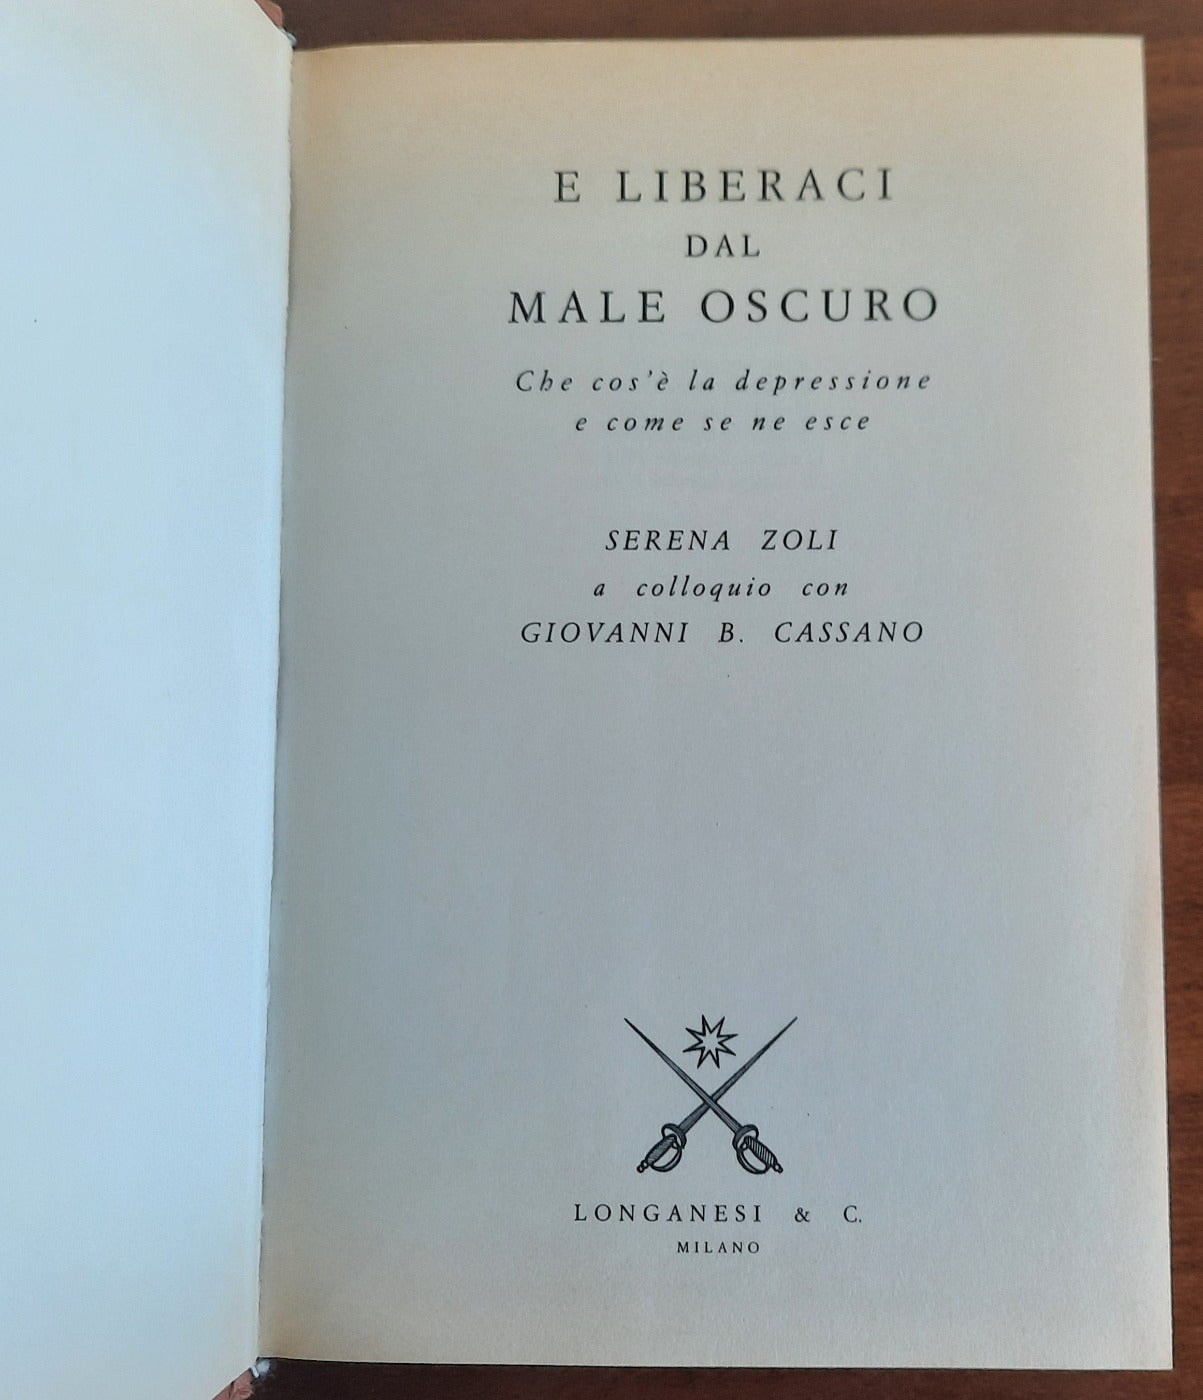 E LIBERACI
DAL
MALE OSCURO
Che cos'è la depressione
e come se ne esce
SERENA ZOLI
a colloquio con
GIOVANNI B. CASSANO
LONGANESI & C.
MILANO